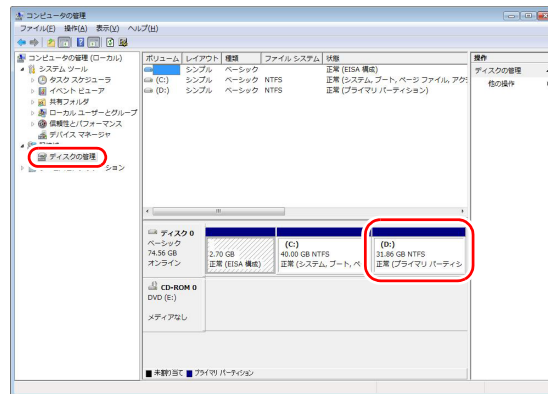 コンピュータの管理
ファイル(F) 操作(A) 表示(V) ヘルプ(H)
コンピュータの管理 (ローカル)
システム ツール
タスク スケジューラ
イベント ビューア
共有フォルダ
ローカル ユーザーとグループ
信頼性とパフォーマンス
デバイス マネージャ
ディスクの管理
ション
ボリューム レイアウト 種類 ファイル システム 状態
シンプル ベーシック 正常 (EISA 構成)
(C:) シンプル ベーシック NTFS 正常 (システム, ブート, ページ ファイル, アク
(D:) シンプル ベーシック NTFS 正常 (プライマリ パーティション)
操作
ディスクの管理
他の操作
ディスク 0
ベーシック
74.56 GB
オンライン
2.70 GB
正常 (EISA 構成)
(C:)
40.00 GB NTFS
正常 (システム, ブート, ペ
(D:)
31.86 GB NTFS
正常 (プライマリ パーティシ
CD-ROM 0
DVD (E:)
メディアなし
未割り当て プライマリ パーティション